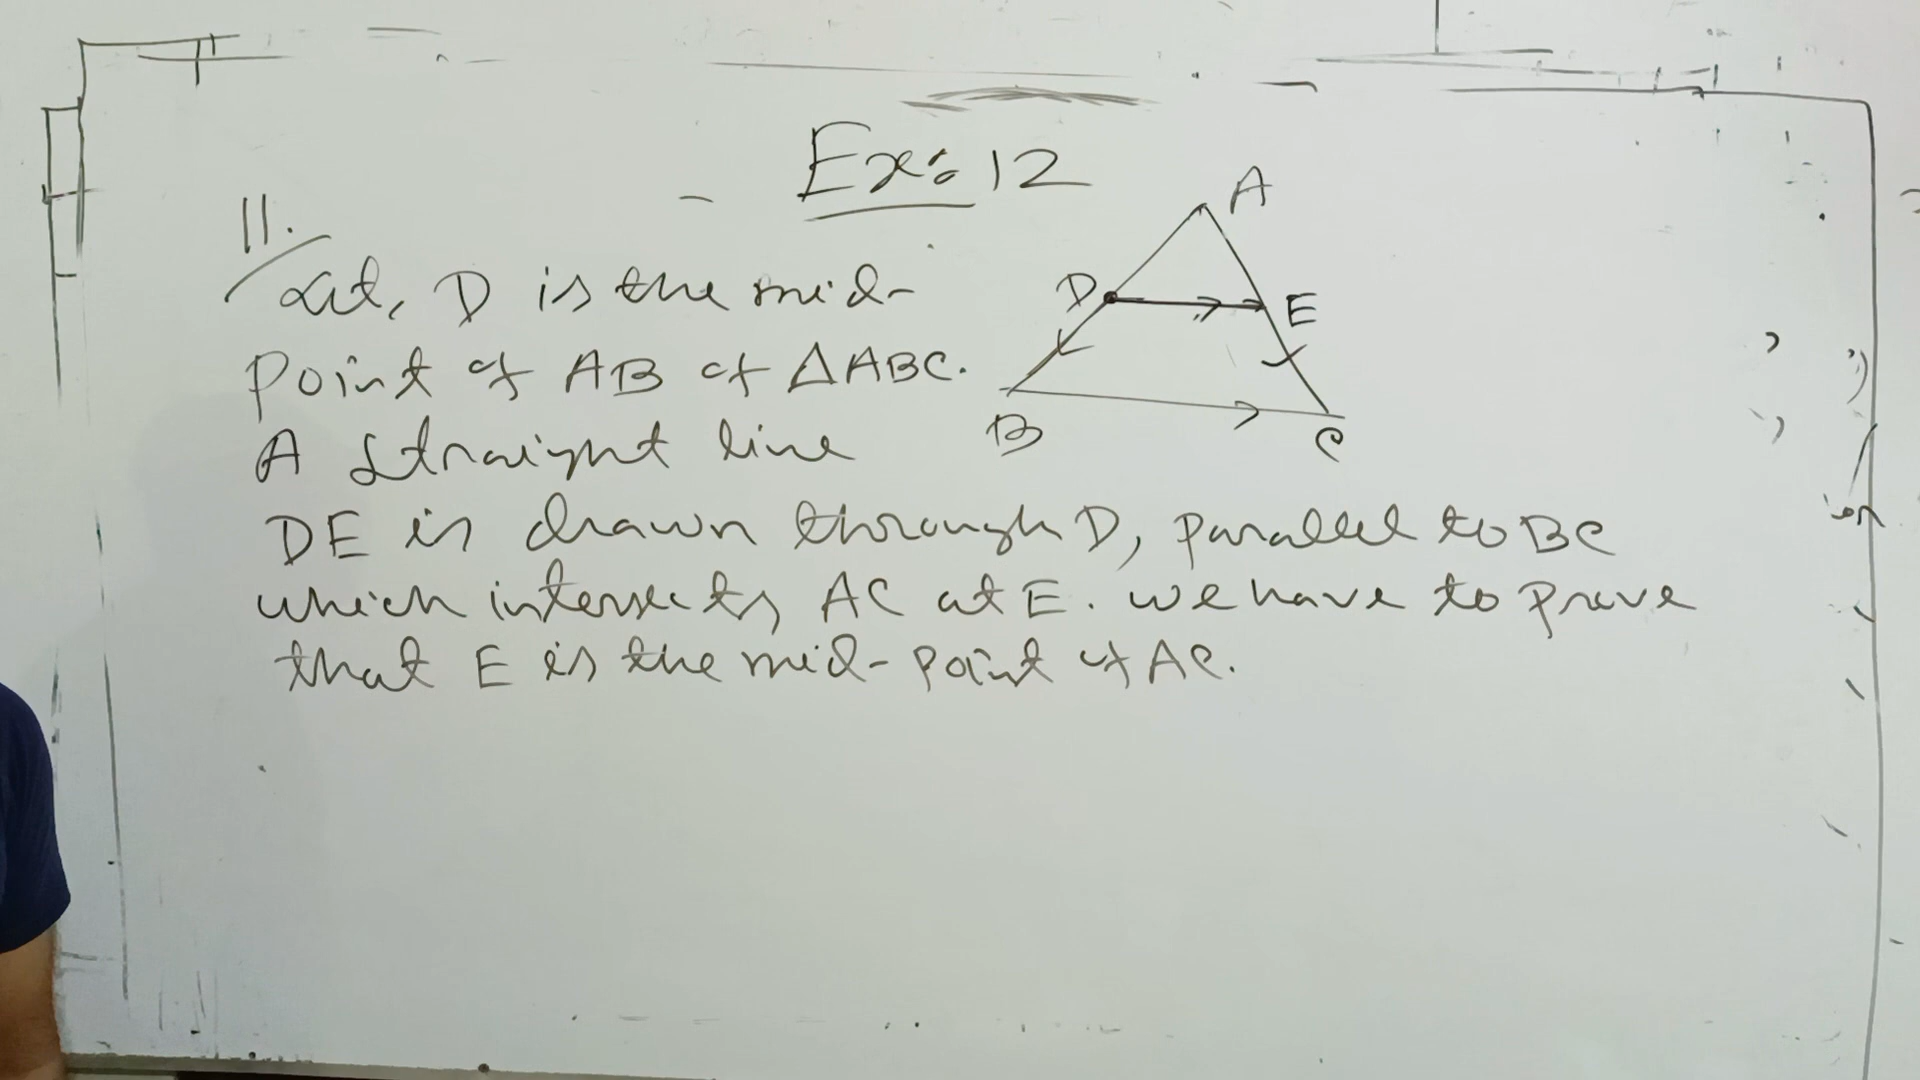 Ex: 12
11.
Let, D is the mid-
point of AB of △ABC.
A straight line
DE is drawn through D, parallel to BC
which intersects AC at E. we have to prove
that E is the mid-point of AC.
A
D
E
B
C